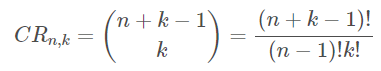 CR_{n,k} = \binom{n + k − 1}{k} = \frac{(n + k − 1)!}{(n − 1)!k!}